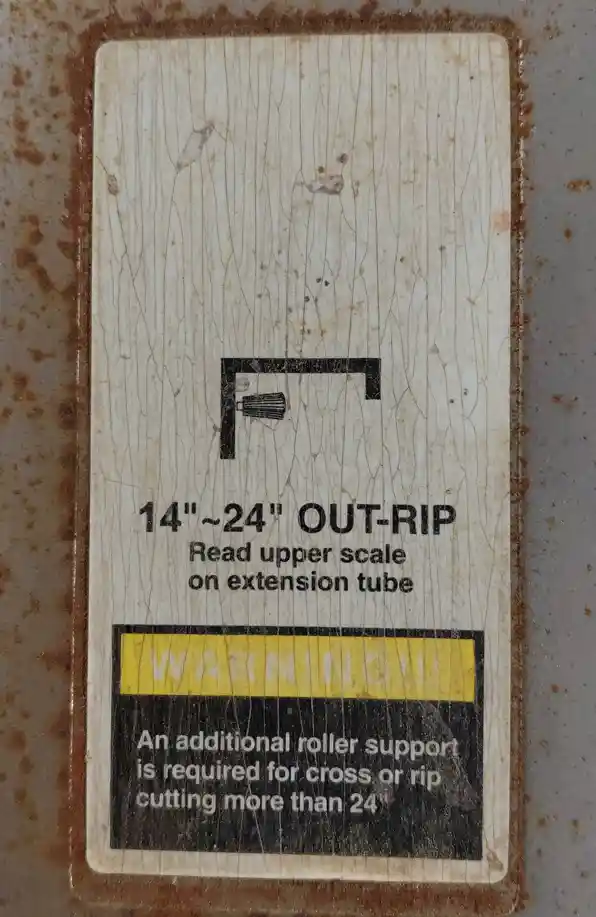 14"~24" OUT-RIP
Read upper scale
on extension tube
WARNING!!!
An additional roller support
is required for cross or rip
cutting more than 24"